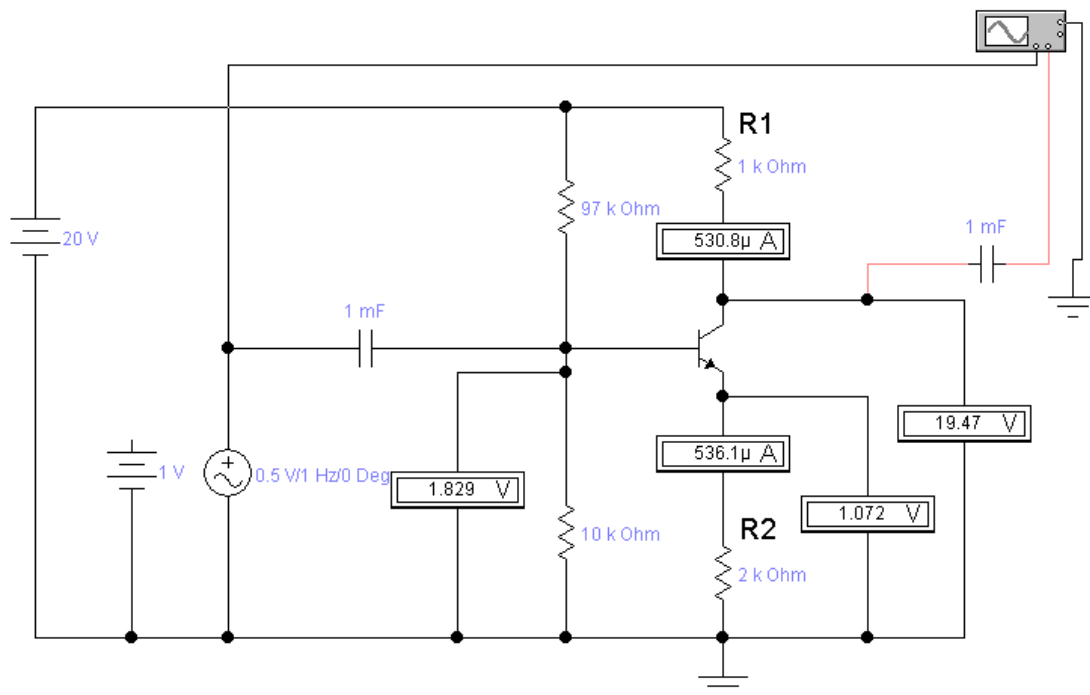 R1
1 k Ohm
97 k Ohm
530.8µ A
1 mF
20 V
1 mF
19.47 V
536.1µ A
1 V
0.5 V/1 Hz/0 Deg
1.829 V
1.072 V
R2
10 k Ohm
2 k Ohm